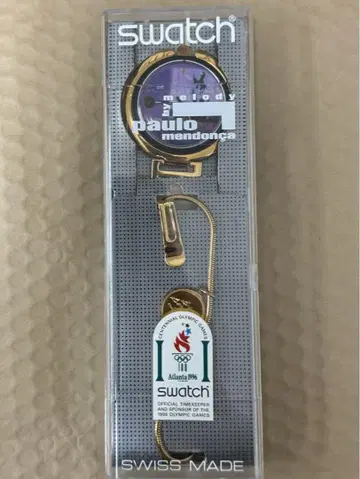 swatch®
melody
by
paulo
mendonça
CENTENNIAL OLYMPIC GAMES
Atlanta 1996
swatch
OFFICIAL TIMEKEEPER
AND SPONSOR OF THE
1996 OLYMPIC GAMES
SWISS MADE